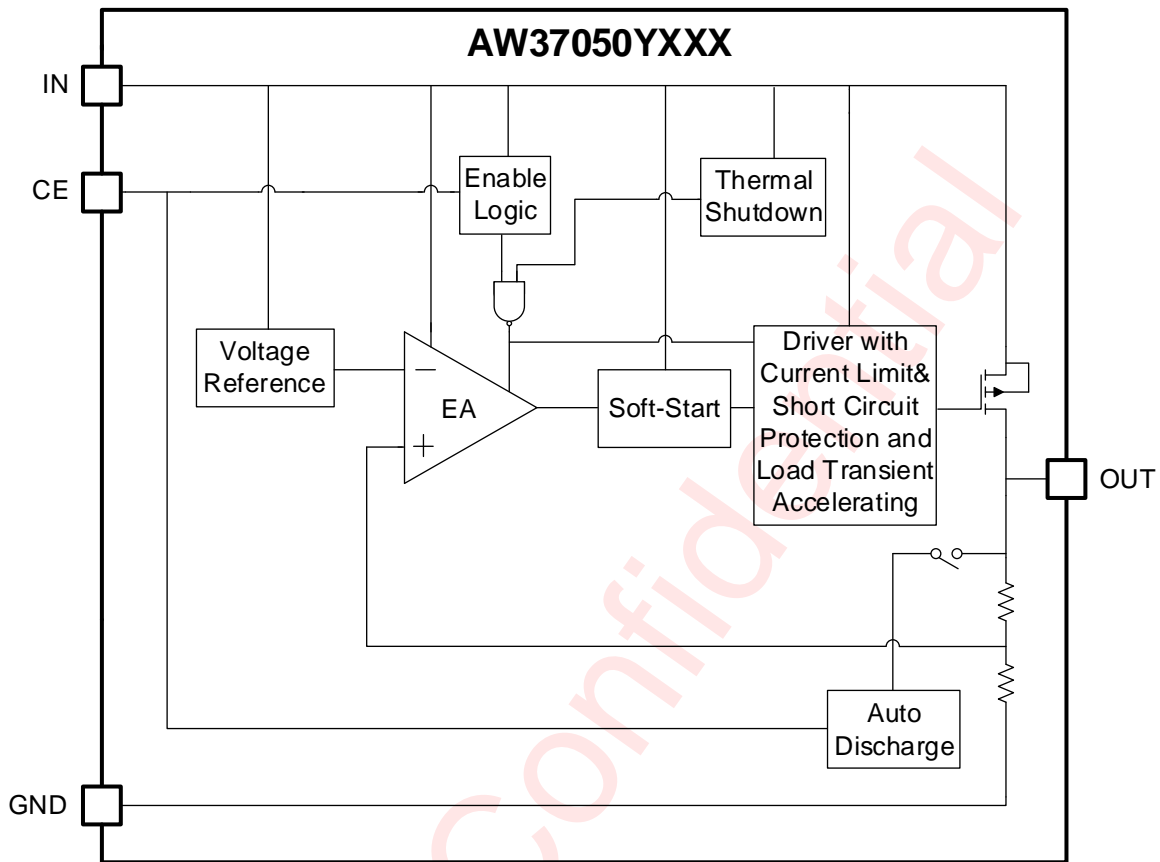 AW37050YXXX
IN
CE
Enable
Logic
Thermal
Shutdown
Voltage
Reference
−
EA
+
Soft-Start
Driver with
Current Limit&
Short Circuit
Protection and
Load Transient
Accelerating
OUT
Auto
Discharge
GND
Confidential